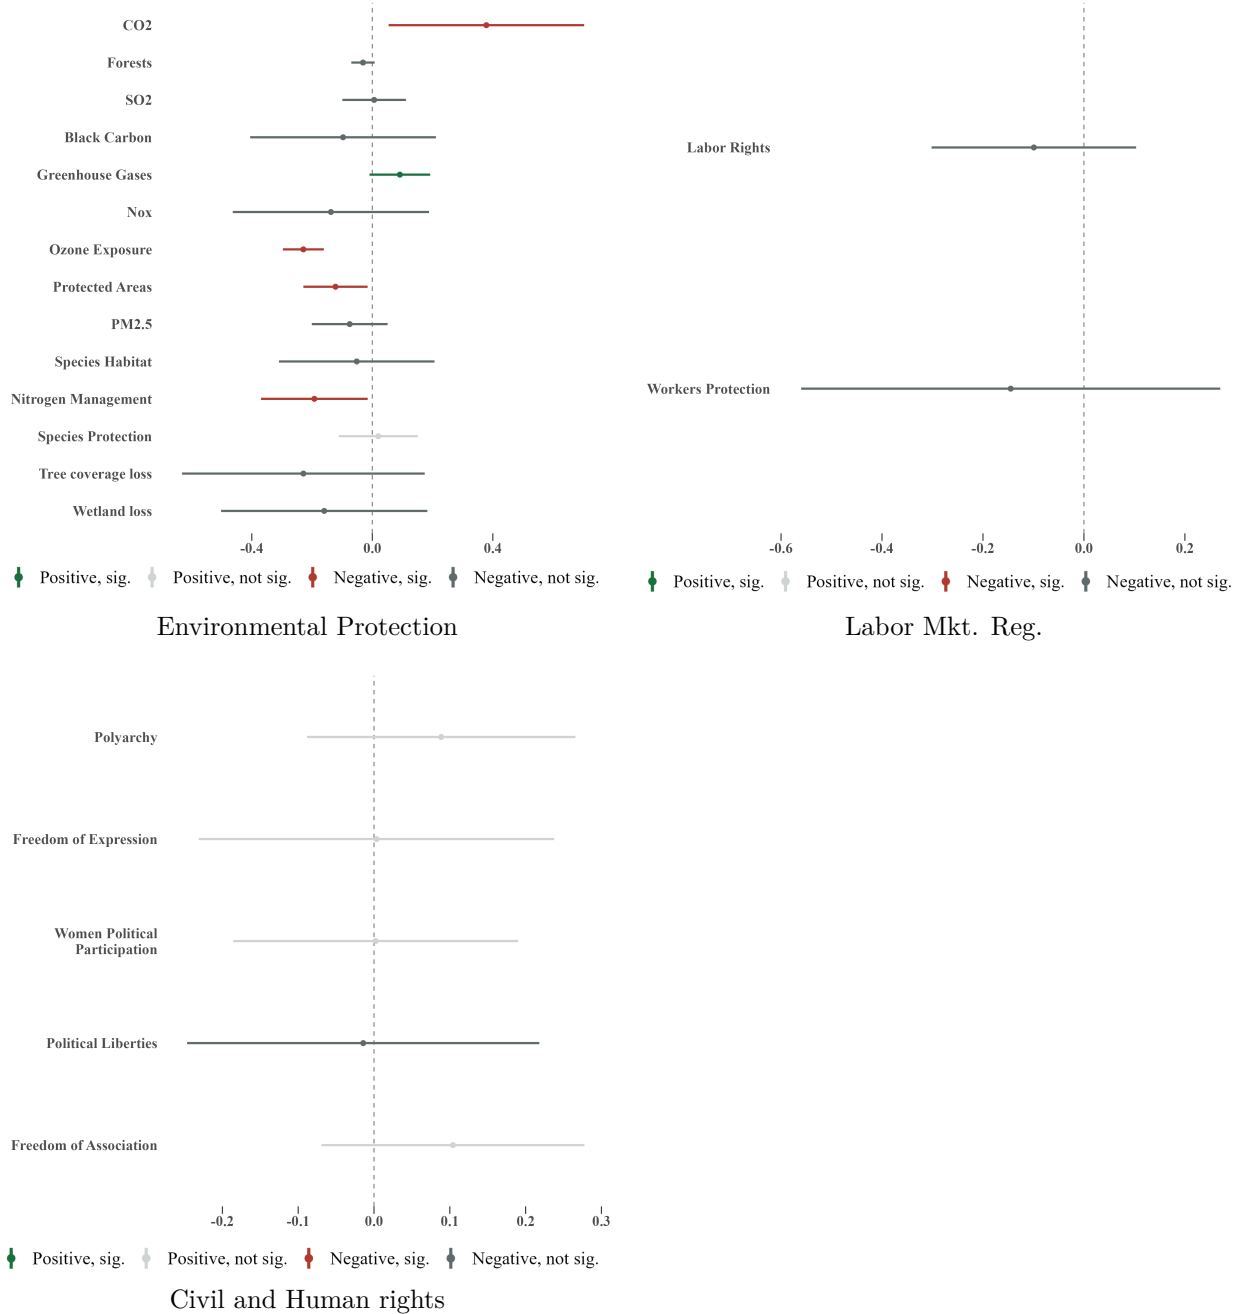 CO2
Forests
SO2
Black Carbon
Greenhouse Gases
Nox
Ozone Exposure
Protected Areas
PM2.5
Species Habitat
Nitrogen Management
Species Protection
Tree coverage loss
Wetland loss
-0.4 0.0 0.4
Positive, sig. Positive, not sig. Negative, sig. Negative, not sig.
Environmental Protection
Labor Rights
Workers Protection
-0.6 -0.4 -0.2 0.0 0.2
Positive, sig. Positive, not sig. Negative, sig. Negative, not sig.
Labor Mkt. Reg.
Polyarchy
Freedom of Expression
Women Political
Participation
Political Liberties
Freedom of Association
-0.2 -0.1 0.0 0.1 0.2 0.3
Positive, sig. Positive, not sig. Negative, sig. Negative, not sig.
Civil and Human rights